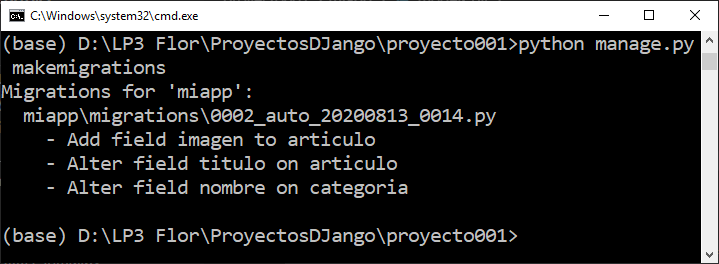 C:\Windows\system32\cmd.exe
(base) D:\LP3 Flor\ProyectosDJango\proyecto001>python manage.py
 makemigrations
Migrations for 'miapp':
  miapp\migrations\0002_auto_20200813_0014.py
    - Add field imagen to articulo
    - Alter field titulo on articulo
    - Alter field nombre on categoria

(base) D:\LP3 Flor\ProyectosDJango\proyecto001>